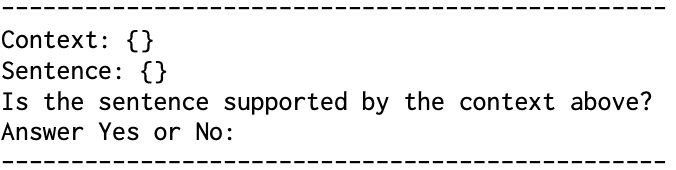 ------------------------------------------------
Context: {}
Sentence: {}
Is the sentence supported by the context above?
Answer Yes or No:
------------------------------------------------